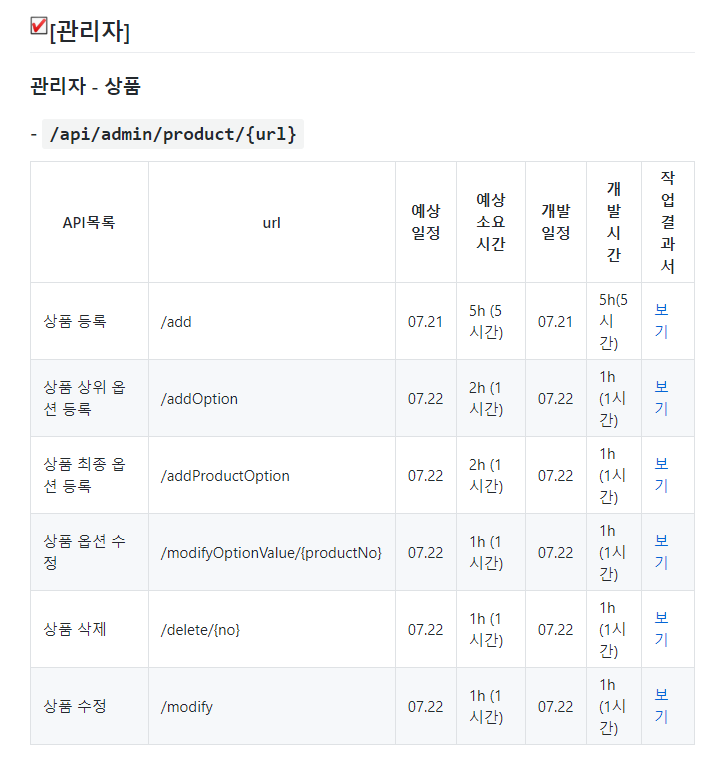 [관리자]
관리자 - 상품
- /api/admin/product/{url}
API목록 url 예상 일정 예상 소요 시간 개발 일정 개발시간 작업결과서
상품 등록 /add 07.21 5h (5시간) 07.21 5h(5시간) 보기
상품 상위 옵션 등록 /addOption 07.22 2h (1시간) 07.22 1h (1시간) 보기
상품 최종 옵션 등록 /addProductOption 07.22 2h (1시간) 07.22 1h (1시간) 보기
상품 옵션 수정 /modifyOptionValue/{productNo} 07.22 1h (1시간) 07.22 1h (1시간) 보기
상품 삭제 /delete/{no} 07.22 1h (1시간) 07.22 1h (1시간) 보기
상품 수정 /modify 07.22 1h (1시간) 07.22 1h (1시간) 보기